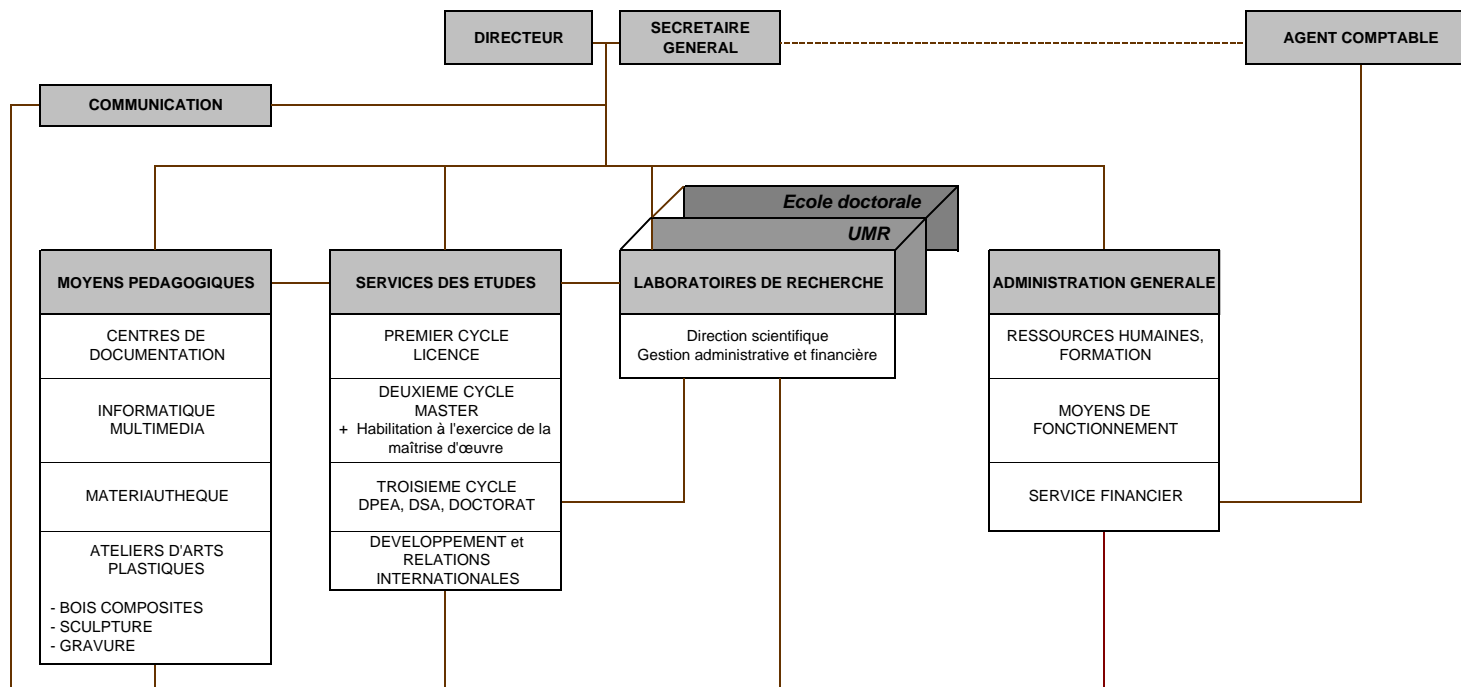 DIRECTEUR
SECRETAIRE
GENERAL
AGENT COMPTABLE
COMMUNICATION
Ecole doctorale
UMR
MOYENS PEDAGOGIQUES
CENTRES DE
DOCUMENTATION
INFORMATIQUE
MULTIMEDIA
MATERIAUTHEQUE
ATELIERS D'ARTS
PLASTIQUES
- BOIS COMPOSITES
- SCULPTURE
- GRAVURE
SERVICES DES ETUDES
PREMIER CYCLE
LICENCE
DEUXIEME CYCLE
MASTER
+ Habilitation à l'exercice de la
maîtrise d'œuvre
TROISIEME CYCLE
DPEA, DSA, DOCTORAT
DEVELOPPEMENT et
RELATIONS
INTERNATIONALES
LABORATOIRES DE RECHERCHE
Direction scientifique
Gestion administrative et financière
ADMINISTRATION GENERALE
RESSOURCES HUMAINES,
FORMATION
MOYENS DE
FONCTIONNEMENT
SERVICE FINANCIER